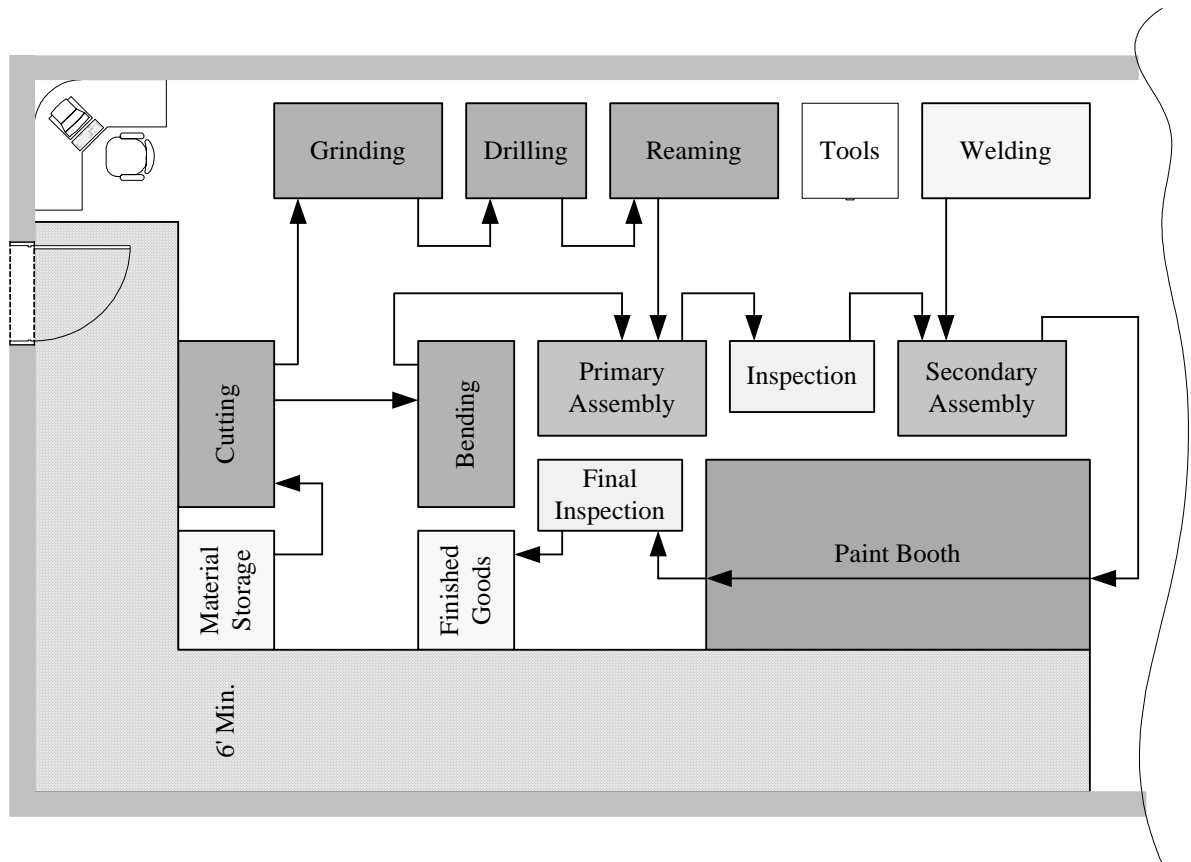 Grinding
Drilling
Reaming
Tools
Welding
Cutting
Bending
Primary
Assembly
Inspection
Secondary
Assembly
Final
Inspection
Paint Booth
Material
Storage
Finished
Goods
6' Min.